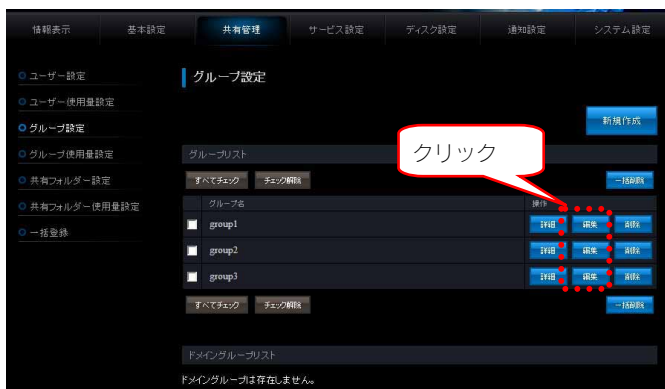 情報表示 基本設定 共有管理 サービス設定 ディスク設定 通知設定 システム設定
ユーザー設定
ユーザー使用量設定
グループ設定
グループ使用量設定
共有フォルダー設定
共有フォルダー使用量設定
一括登録
グループ設定
新規作成
クリック
グループリスト
すべてチェック チェック解除 一括削除
グループ名 操作
group1 詳細 編集 削除
group2 詳細 編集 削除
group3 詳細 編集 削除
すべてチェック チェック解除 一括削除
ドメイングループリスト
ドメイングループは存在しません。